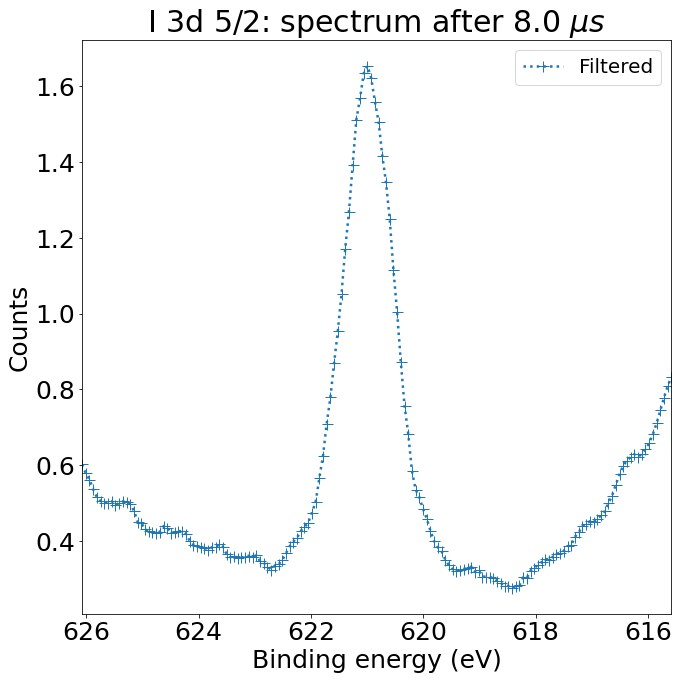 I 3d 5/2: spectrum after 8.0 μs
Filtered
Counts
1.6
1.4
1.2
1.0
0.8
0.6
0.4
626 624 622 620 618 616
Binding energy (eV)